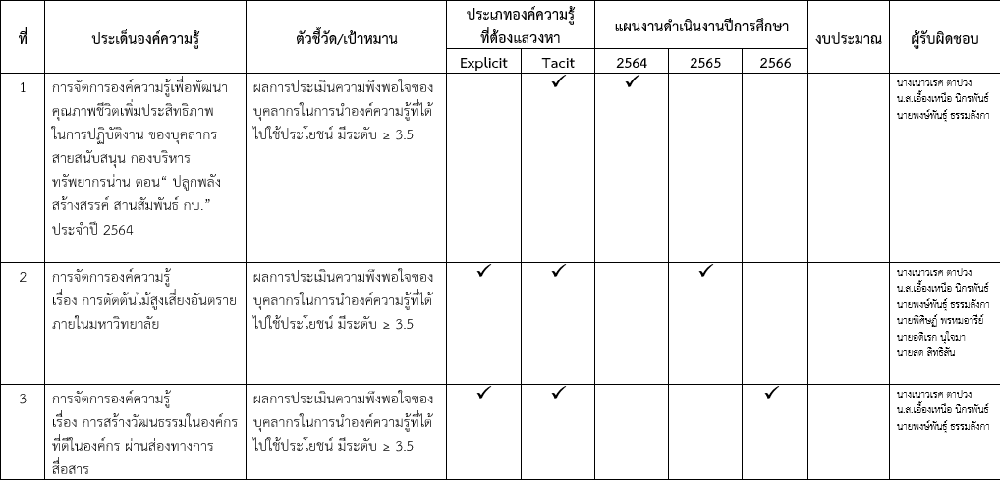 ที่
ประเด็นองค์ความรู้
ตัวชี้วัด/เป้าหมาน
ประเภทองค์ความรู้
ที่ต้องแสวงหา
แผนงานดำเนินงานปีการศึกษา
งบประมาณ
ผู้รับผิดชอบ
Explicit
Tacit
2564
2565
2566
1
การจัดการองค์ความรู้เพื่อพัฒนา
คุณภาพชีวิตเพิ่มประสิทธิภาพ
ในการปฏิบัติงาน ของบุคลากร
สายสนับสนุน กองบริหาร
ทรัพยากรน่าน ตอน“ ปลูกพลัง
สร้างสรรค์ สานสัมพันธ์ กบ.”
ประจำปี 2564
ผลการประเมินความพึงพอใจของ
บุคลากรในการนำองค์ความรู้ที่ได้
ไปใช้ประโยชน์ มีระดับ ≥ 3.5
✓
✓
นางเนาวเรศ ตาปวง
น.ส.เอื้องเหนือ นิกรพันธ์
นายพงษ์พันธุ์ ธรรมลังกา
2
การจัดการองค์ความรู้
เรื่อง การตัดต้นไม้สูงเสี่ยงอันตราย
ภายในมหาวิทยาลัย
ผลการประเมินความพึงพอใจของ
บุคลากรในการนำองค์ความรู้ที่ได้
ไปใช้ประโยชน์ มีระดับ ≥ 3.5
✓
✓
✓
นางเนาวเรศ ตาปวง
น.ส.เอื้องเหนือ นิกรพันธ์
นายพงษ์พันธุ์ ธรรมลังกา
นายพิศิษฏ์ พรหมอารีย์
นายอดิเรก นุใจมา
นายลด สิทธิสัน
3
การจัดการองค์ความรู้
เรื่อง การสร้างวัฒนธรรมในองค์กร
ที่ดีในองค์กร ผ่านส่องทางการ
สื่อสาร
ผลการประเมินความพึงพอใจของ
บุคลากรในการนำองค์ความรู้ที่ได้
ไปใช้ประโยชน์ มีระดับ ≥ 3.5
✓
✓
✓
นางเนาวเรศ ตาปวง
น.ส.เอื้องเหนือ นิกรพันธ์
นายพงษ์พันธุ์ ธรรมลังกา